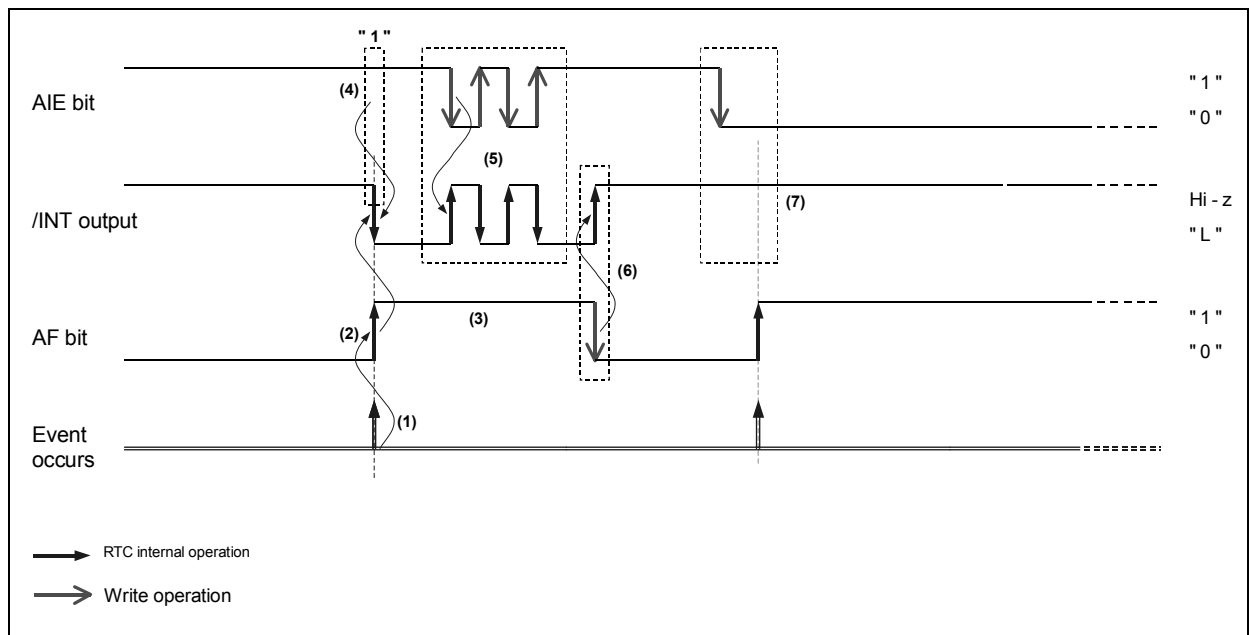 " 1 "
(4)
AIE bit
" 1 "
" 0 "
(5)
/INT output
(7)
Hi - z
" L "
(6)
(2)
(3)
AF bit
" 1 "
" 0 "
(1)
Event
occurs
RTC internal operation
Write operation